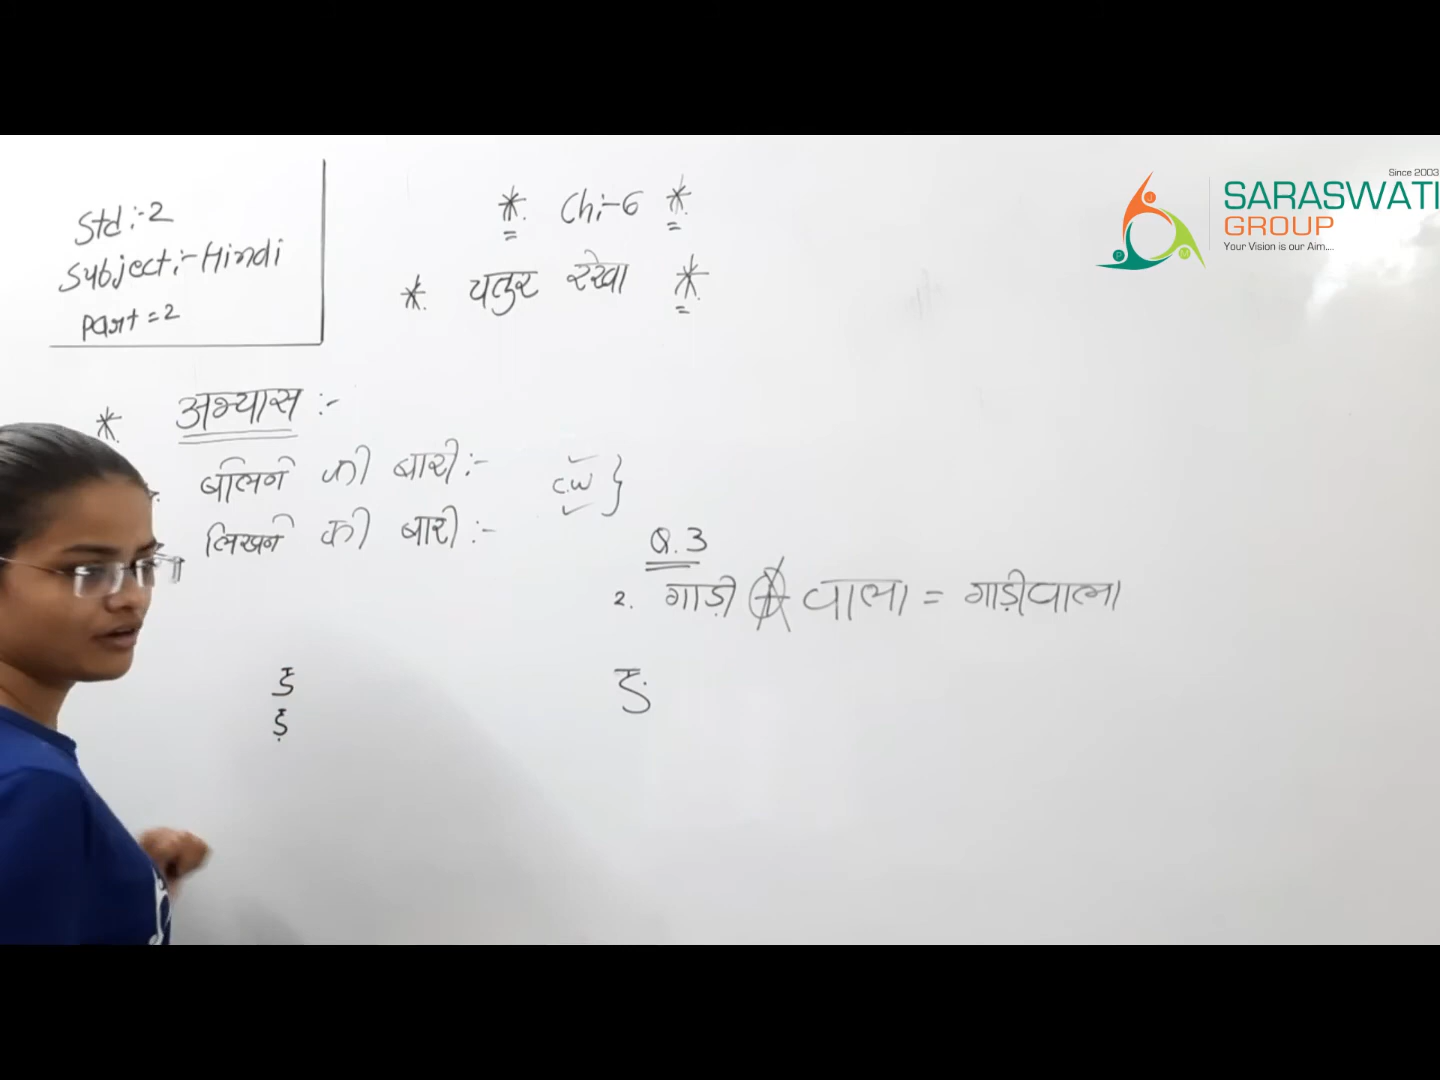 Std:-2
Subject:-Hindi
Part=2
* Ch:-6 *
* चतुर रेखा *
* अभ्यास :-
बोलने की बारी:-
लिखने की बारी:-
C.W }
Q.3
2. गाड़ी + वाला = गाड़ीवाला
ड
ड़
ङ
Since 2003
SARASWATI
GROUP
Your Vision is our Aim....
J
P
M